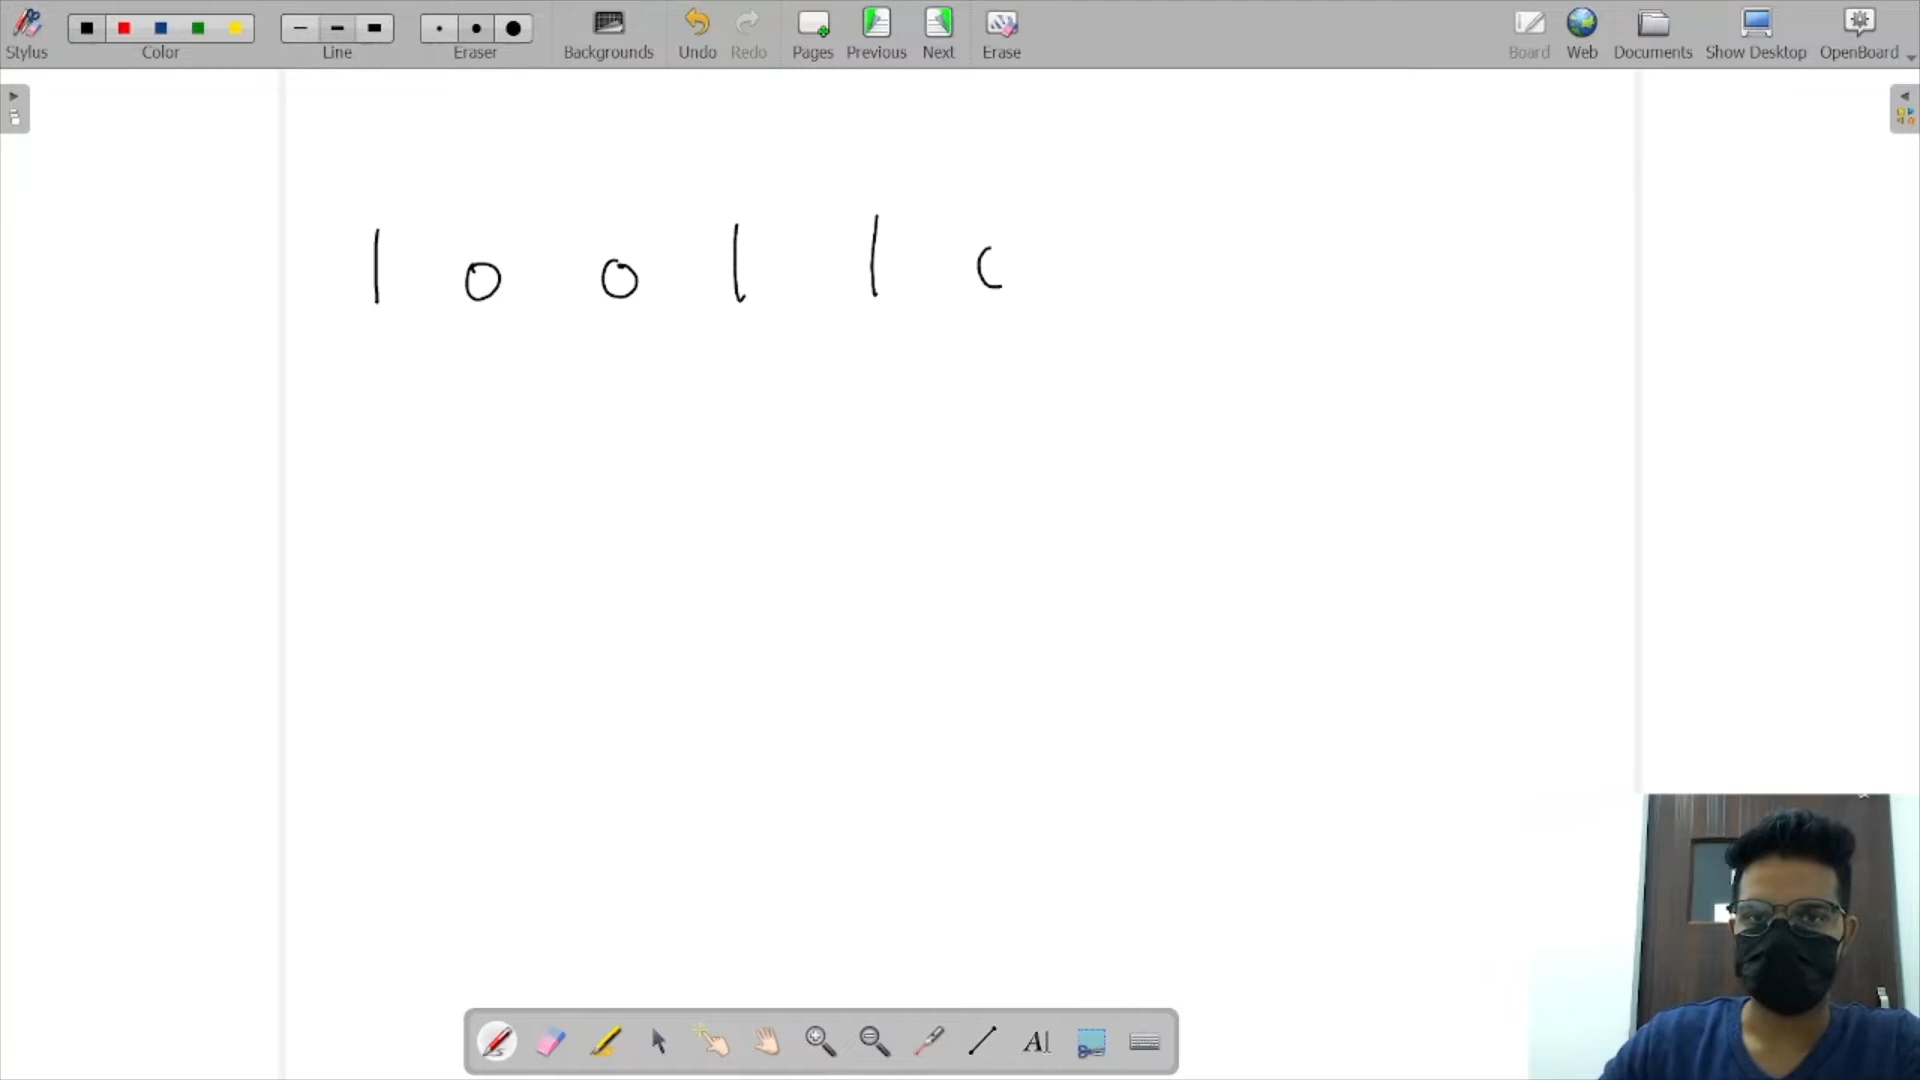 Stylus
Color
Line
Eraser
Backgrounds
Undo
Redo
Pages
Previous
Next
Erase
Board
Web
Documents
Show Desktop
OpenBoard
1 0 0 1 1
AI